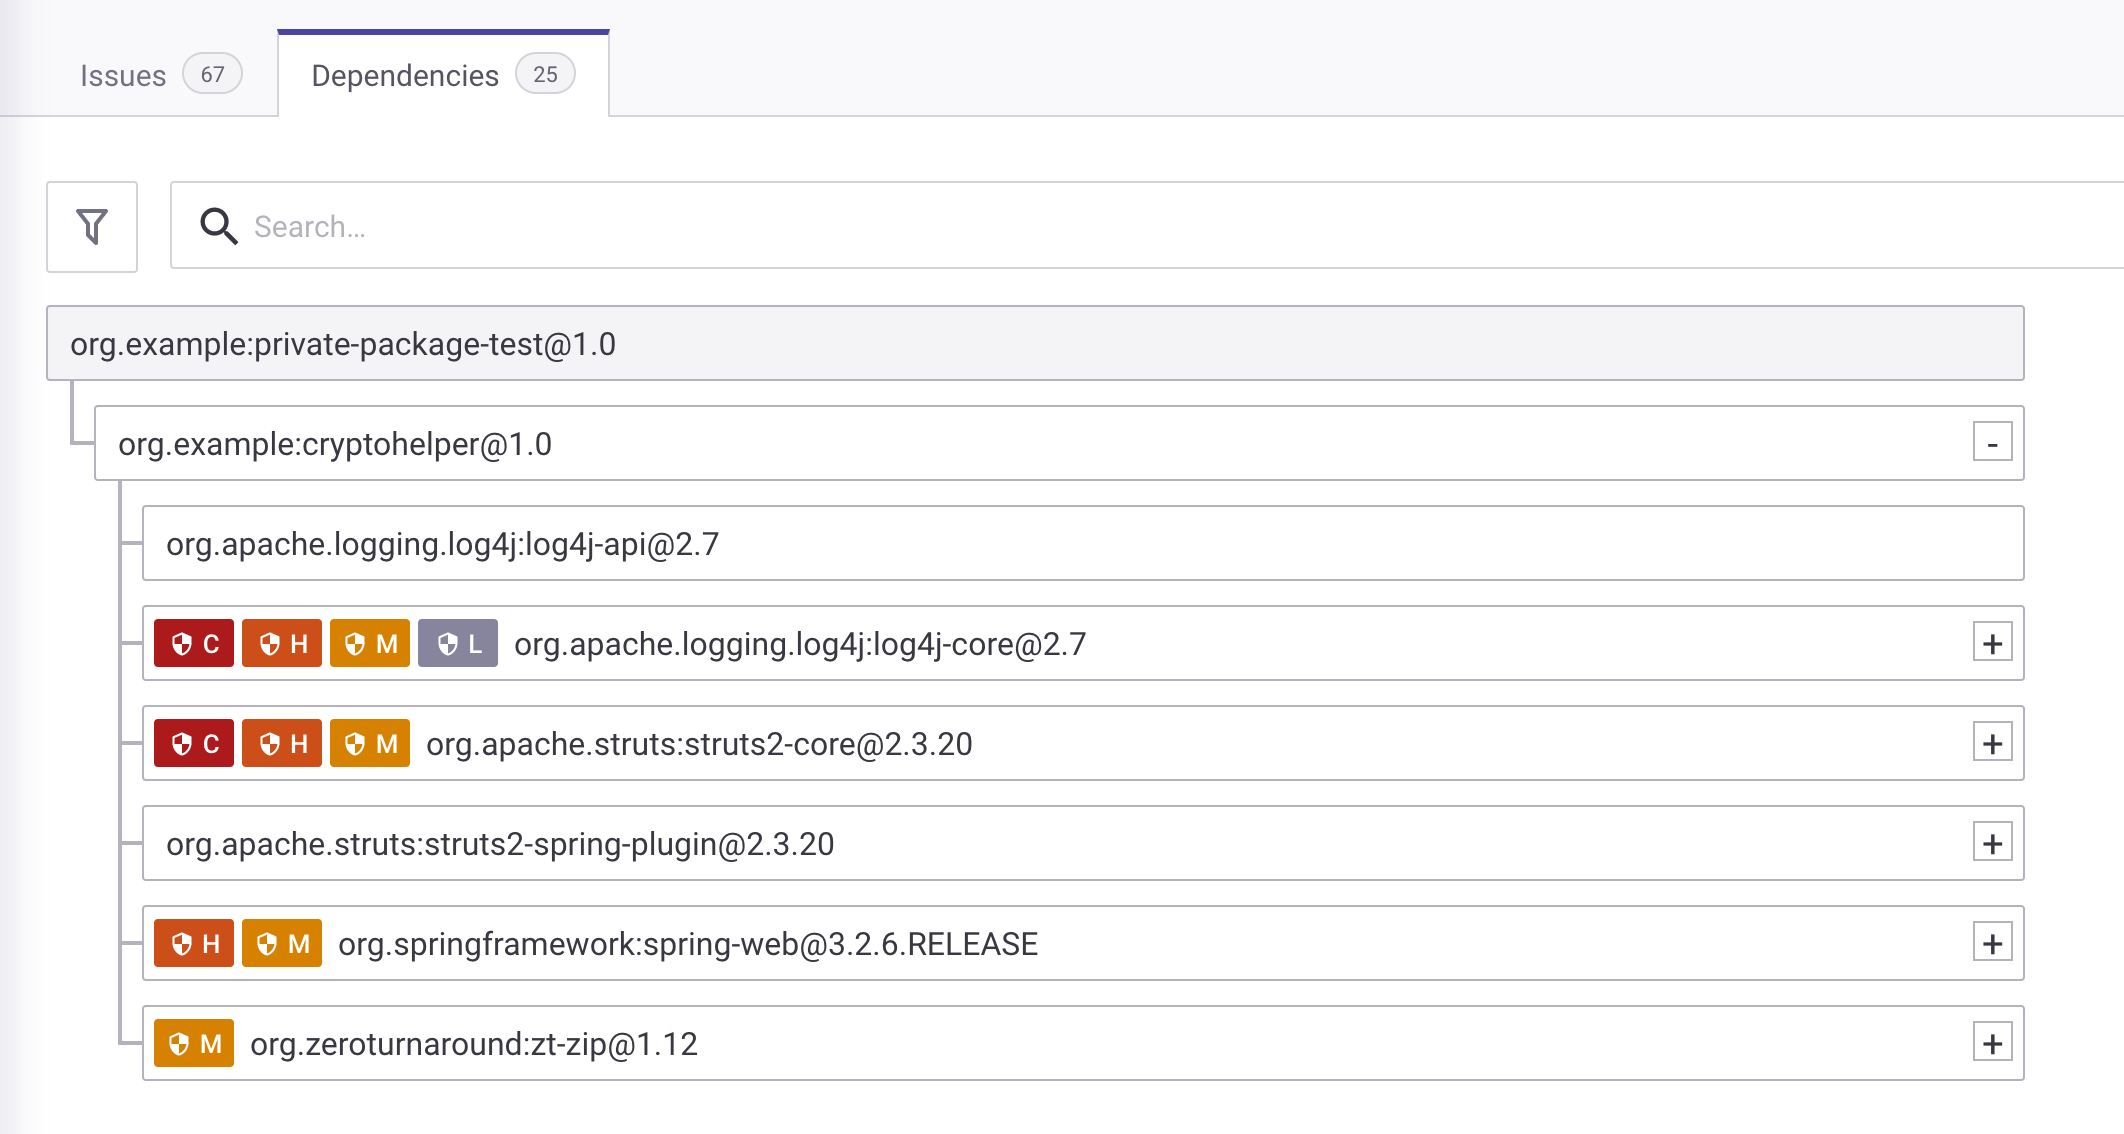 Issues 67 Dependencies 25
Search...
org.example:private-package-test@1.0
org.example:cryptohelper@1.0 -
org.apache.logging.log4j:log4j-api@2.7
C H M L org.apache.logging.log4j:log4j-core@2.7 +
C H M org.apache.struts:struts2-core@2.3.20 +
org.apache.struts:struts2-spring-plugin@2.3.20 +
H M org.springframework:spring-web@3.2.6.RELEASE +
M org.zeroturnaround:zt-zip@1.12 +